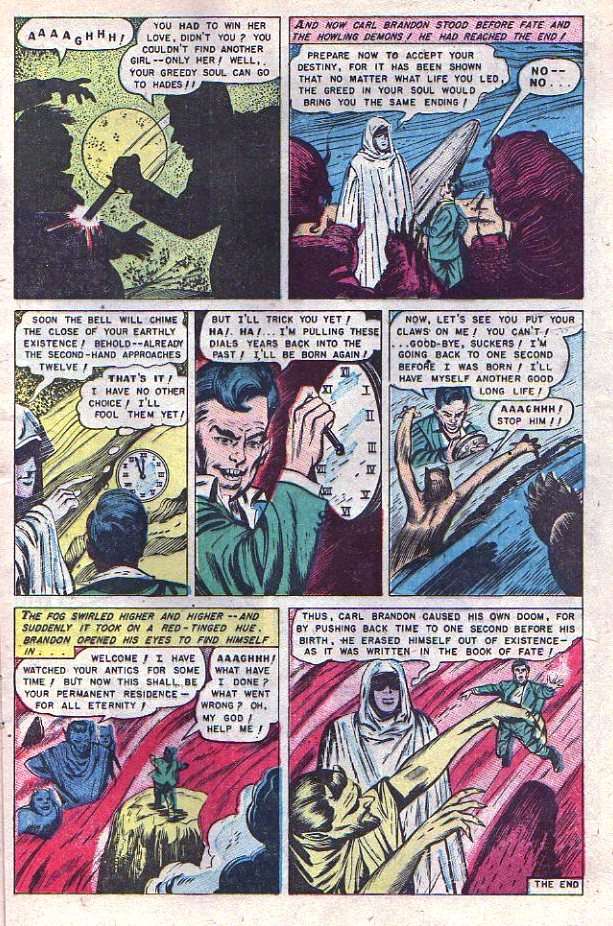 AAAAGHHH!
YOU HAD TO WIN HER
LOVE, DIDN'T YOU? YOU
COULDN'T FIND ANOTHER
GIRL--ONLY HER! WELL,
YOUR GREEDY SOUL CAN GO
TO HADES!!
AND NOW CARL BRANDON STOOD BEFORE FATE AND
THE HOWLING DEMONS! HE HAD REACHED THE END!
PREPARE NOW TO ACCEPT YOUR
DESTINY, FOR IT HAS BEEN SHOWN
THAT NO MATTER WHAT LIFE YOU LED,
THE GREED IN YOUR SOUL WOULD
BRING YOU THE SAME ENDING!
NO--
NO...
SOON THE BELL WILL CHIME
THE CLOSE OF YOUR EARTHLY
EXISTENCE! BEHOLD--ALREADY
THE SECOND-HAND APPROACHES
TWELVE!
THAT'S IT!
I HAVE NO OTHER
CHOICE! I'LL
FOOL THEM YET!
BUT I'LL TRICK YOU YET!
HA!. HA!...I'M PULLING THESE
DIALS YEARS BACK INTO THE
PAST! I'LL BE BORN AGAIN!
NOW, LET'S SEE YOU PUT YOUR
CLAWS ON ME! YOU CAN'T!
...GOOD-BYE, SUCKERS! I'M
GOING BACK TO ONE SECOND
BEFORE I WAS BORN! I'LL
HAVE MYSELF ANOTHER GOOD
LONG LIFE!
AAAGHHH!
STOP HIM!!
THE FOG SWIRLED HIGHER AND HIGHER--AND
SUDDENLY IT TOOK ON A RED-TINGED HUE.
BRANDON OPENED HIS EYES TO FIND HIMSELF
IN....
WELCOME! I HAVE
WATCHED YOUR ANTICS FOR SOME
TIME! BUT NOW THIS SHALL BE
YOUR PERMANENT RESIDENCE-
FOR ALL ETERNITY!
AAAGHHH!
WHAT HAVE
I DONE?
WHAT WENT
WRONG? OH,
MY GOD!
HELP ME!
THUS, CARL BRANDON CAUSED HIS OWN DOOM, FOR
BY PUSHING BACK TIME TO ONE SECOND BEFORE HIS
BIRTH, HE ERASED HIMSELF OUT OF EXISTENCE-
AS IT WAS WRITTEN IN THE BOOK OF FATE!
THE END